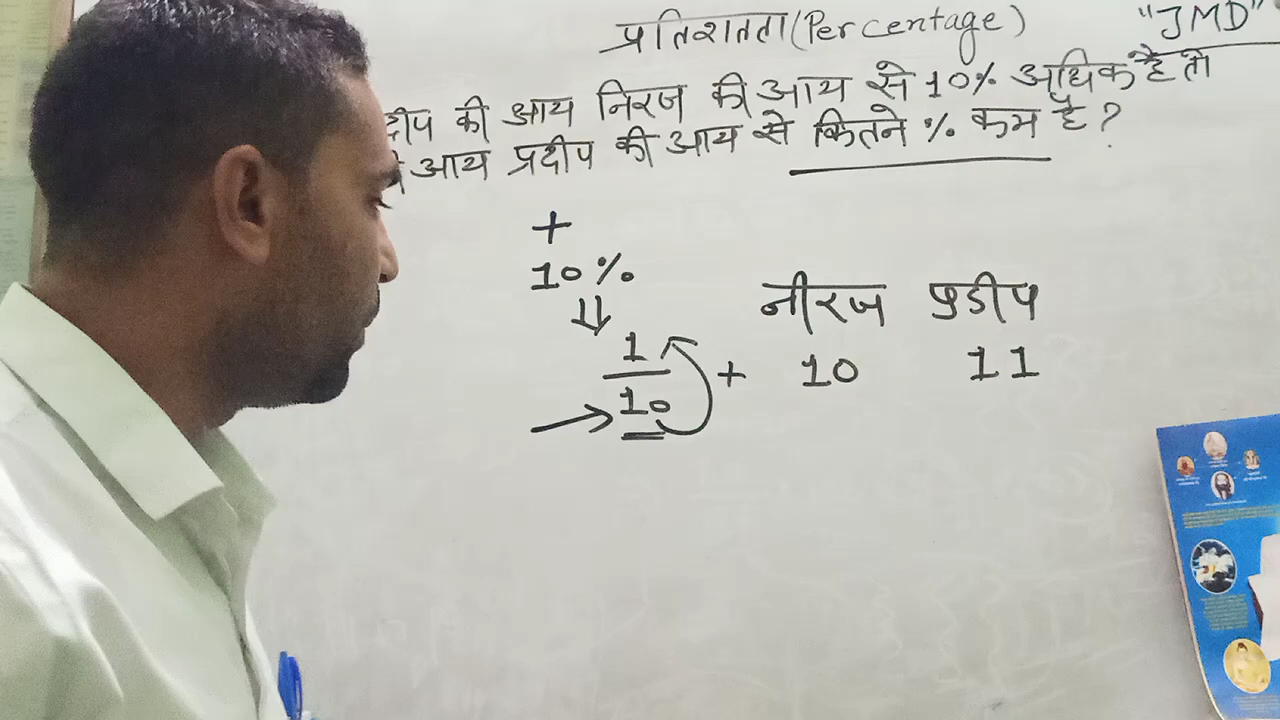 प्रतिशतता (Percentage) "JMD"
दीप की आय निरज की आय से 10% अधिक है तो
आय प्रदीप की आय से कितने % कम है ?
+
10%
1
10
+
नीरज प्रदीप
10 11